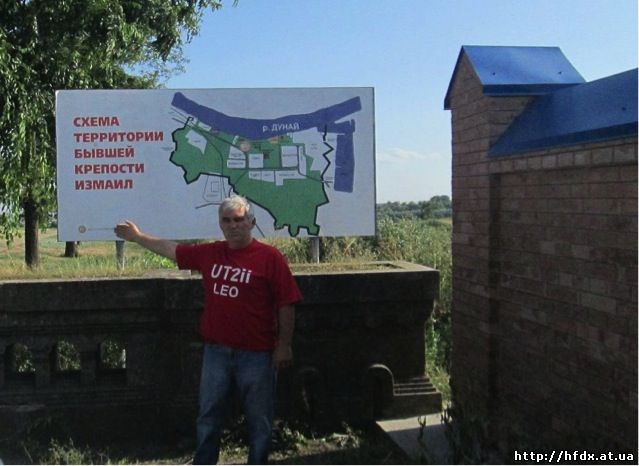 СХЕМА
ТЕРРИТОРИИ
БЫВШЕЙ
КРЕПОСТИ
ИЗМАИЛ
р. ДУНАЙ
UT2ii
LEO
http://hfdx.at.ua